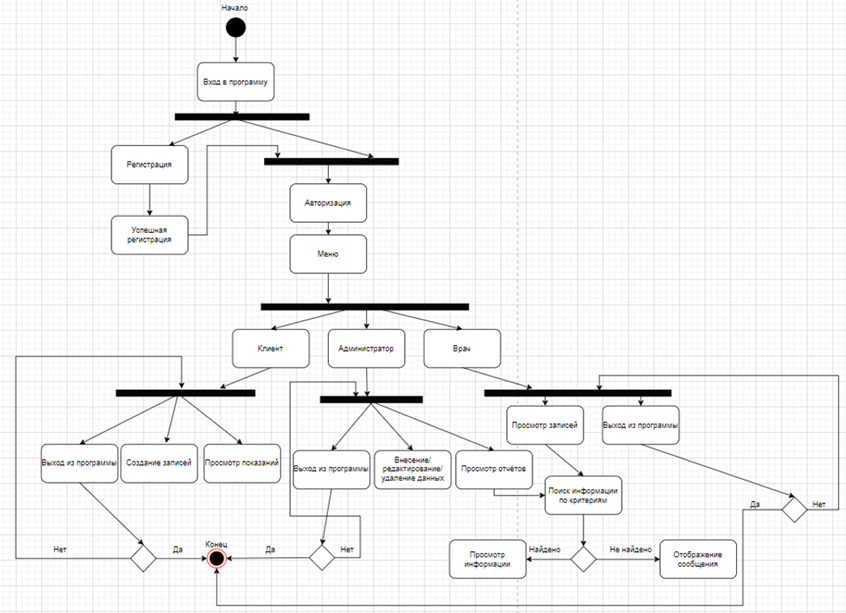 Начало
Вход в программу
Регистрация
Успешная
регистрация
Авторизация
Меню
Клиент
Администратор
Врач
Просмотр записей
Выход из программы
Выход из программы
Создание записей
Просмотр показаний
Выход из программы
Внесение/
редактирование/
удаление данных
Просмотр отчётов
Поиск информации
по критериям
Да
Нет
Нет
Да
Конец
Да
Нет
Просмотр
информации
Найдено
Не найдено
Отображение
сообщения